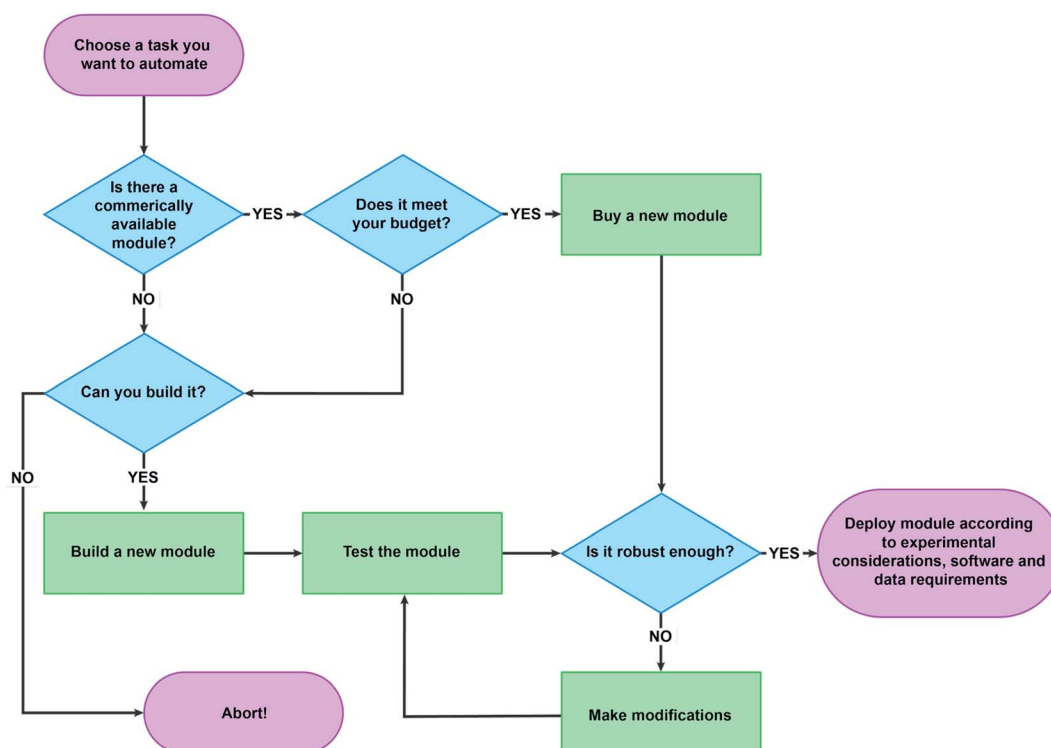 Choose a task you
want to automate
Is there a
commerically
available
module?
YES
Does it meet
your budget?
YES
Buy a new module
NO
NO
Can you build it?
NO
YES
Build a new module
Test the module
Is it robust enough?
YES
Deploy module according
to experimental
considerations, software and
data requirements
NO
Abort!
Make modifications